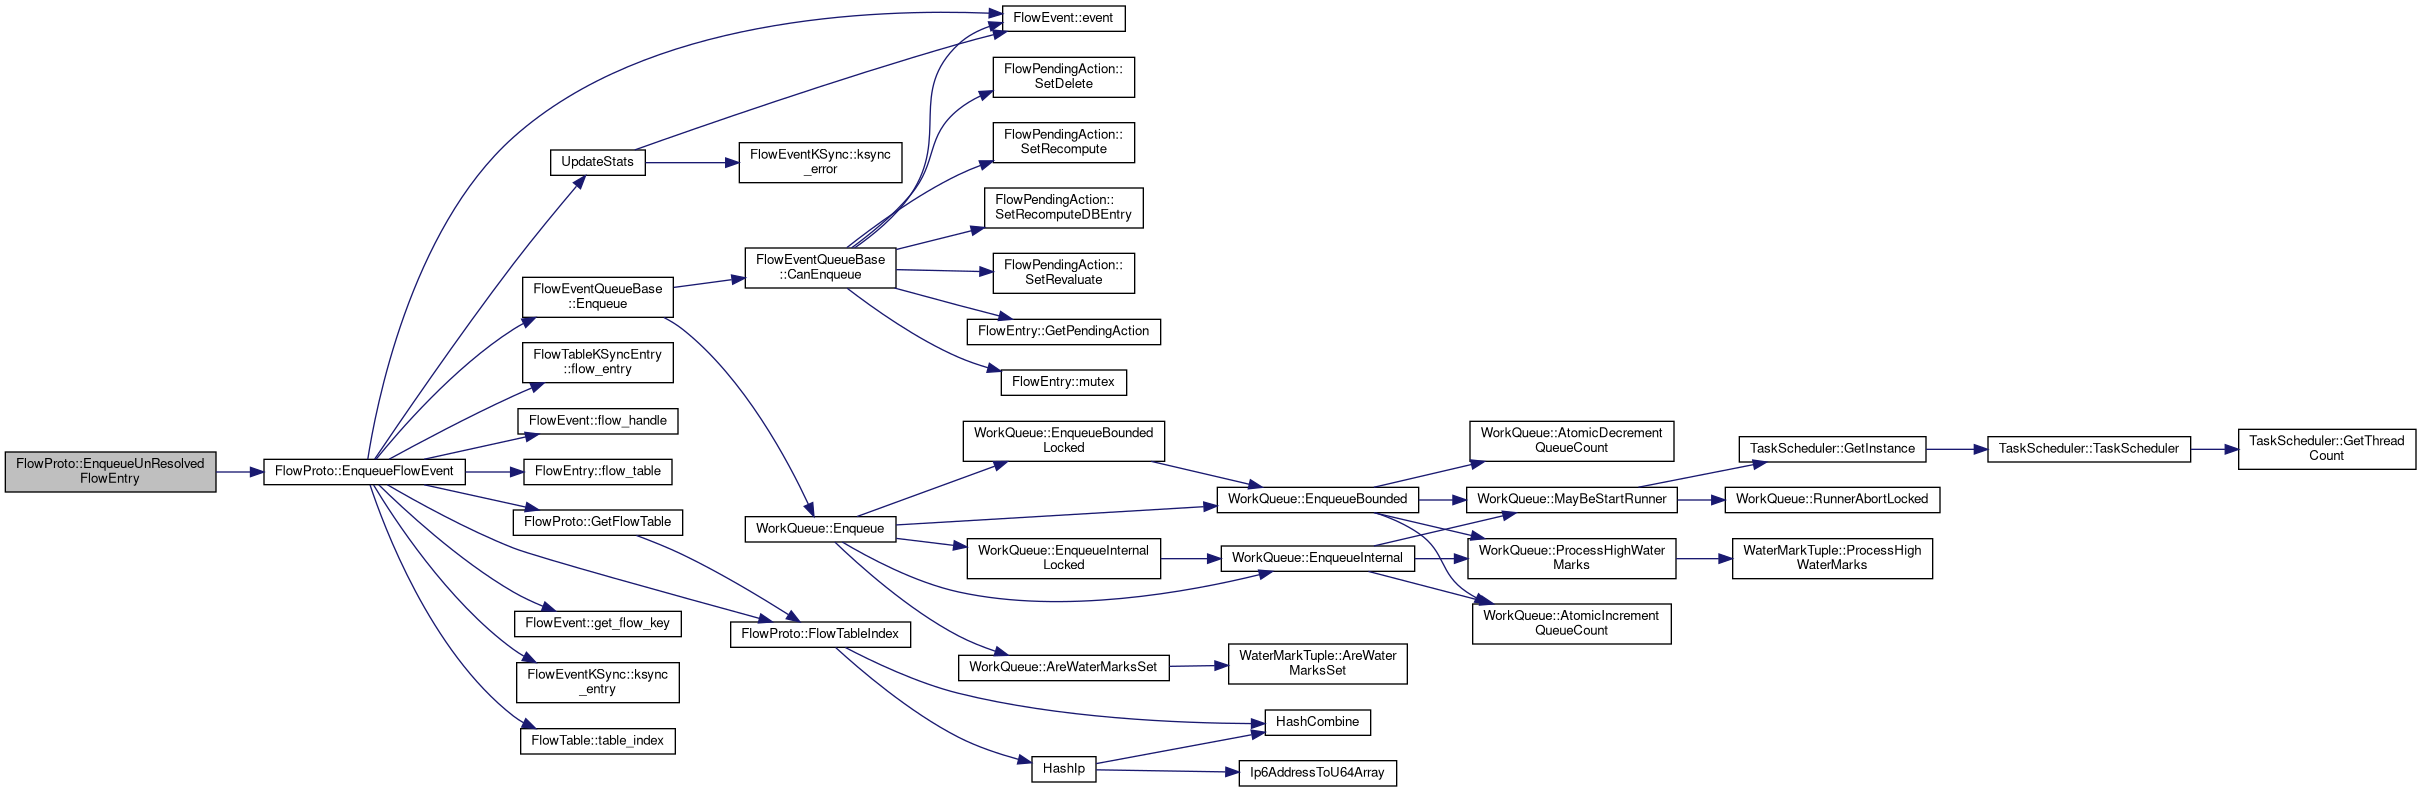 FlowProto::EnqueueUnResolved
FlowEntry
FlowProto::EnqueueFlowEvent
FlowEvent::event
UpdateStats
FlowEventKSync::ksync
_error
FlowEventQueueBase
::Enqueue
FlowEventQueueBase
::CanEnqueue
FlowPendingAction::
SetDelete
FlowPendingAction::
SetRecompute
FlowPendingAction::
SetRecomputeDBEntry
FlowPendingAction::
SetRevaluate
FlowEntry::GetPendingAction
FlowEntry::mutex
FlowTableKSyncEntry
::flow_entry
FlowEvent::flow_handle
FlowEntry::flow_table
FlowProto::GetFlowTable
FlowEvent::get_flow_key
FlowEventKSync::ksync
_entry
FlowTable::table_index
WorkQueue::Enqueue
FlowProto::FlowTableIndex
WorkQueue::EnqueueBounded
Locked
WorkQueue::EnqueueInternal
Locked
WorkQueue::AreWaterMarksSet
HashIp
WorkQueue::EnqueueBounded
WorkQueue::EnqueueInternal
WaterMarkTuple::AreWater
MarksSet
HashCombine
Ip6AddressToU64Array
WorkQueue::AtomicDecrement
QueueCount
WorkQueue::MayBeStartRunner
WorkQueue::ProcessHighWater
Marks
WorkQueue::AtomicIncrement
QueueCount
TaskScheduler::GetInstance
WorkQueue::RunnerAbortLocked
WaterMarkTuple::ProcessHigh
WaterMarks
TaskScheduler::TaskScheduler
TaskScheduler::GetThread
Count